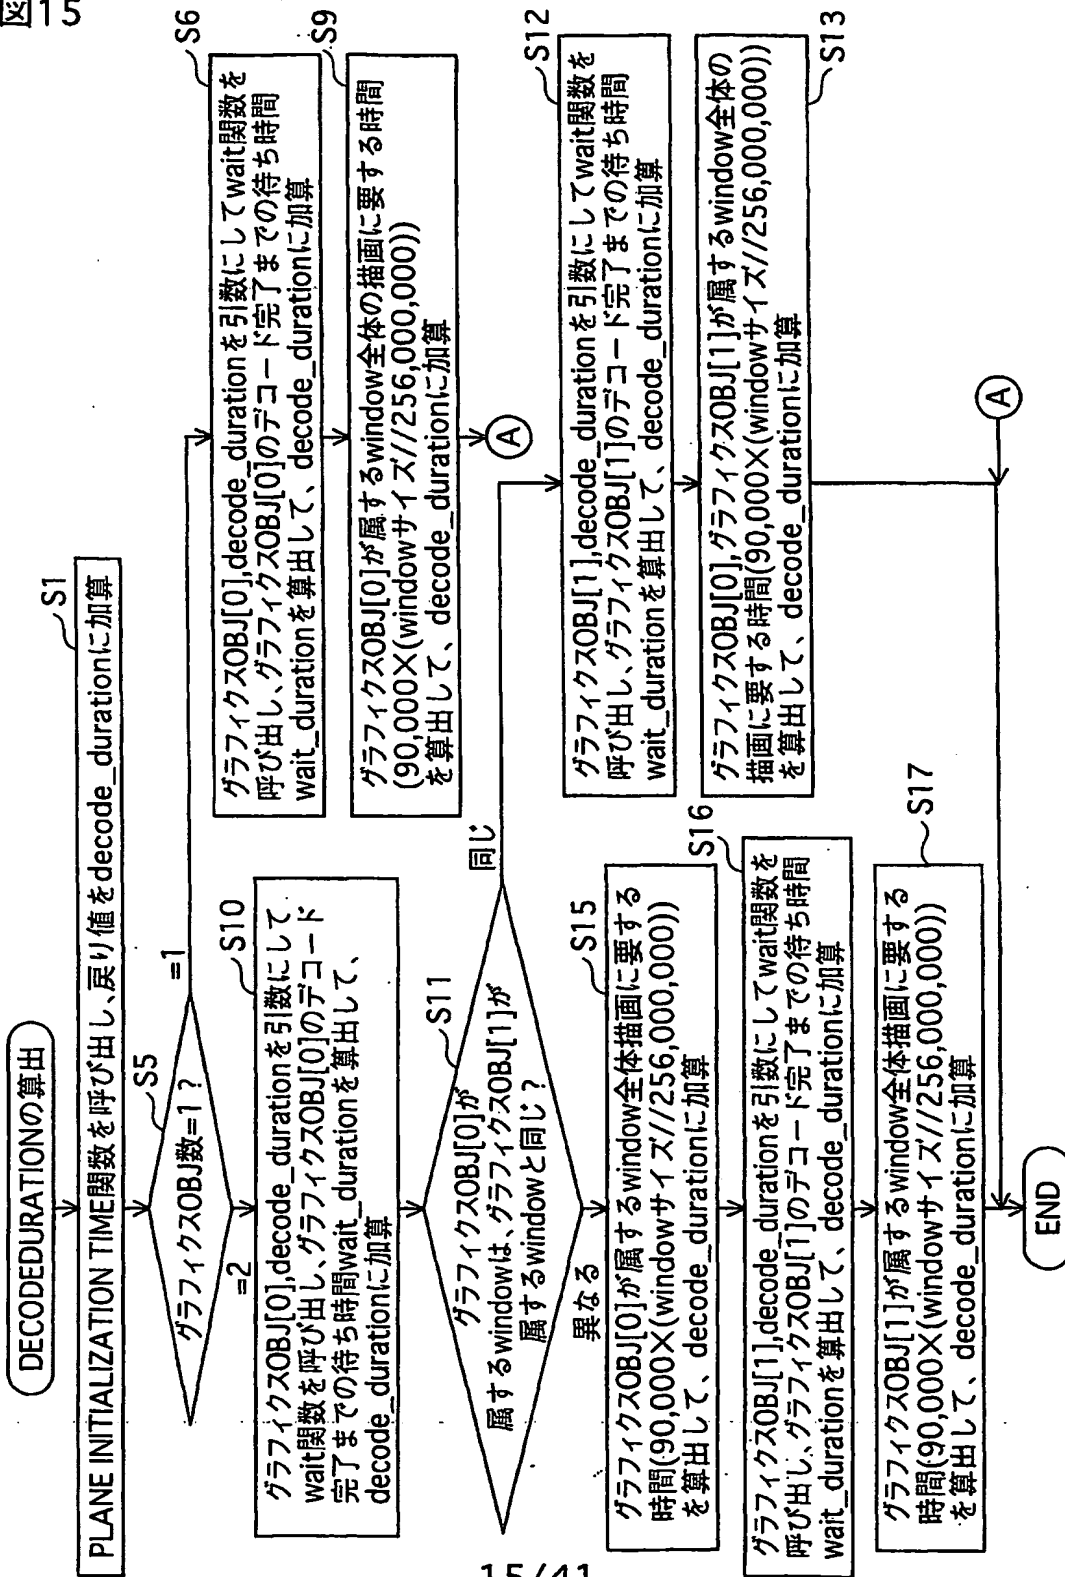 図15
DECODEDURATIONの算出
S1
PLANE INITIALIZATION TIME関数を呼び出し、戻り値をdecode_durationに加算
S5
グラフィクスOBJ数=1？
=1
=2
S6
グラフィクスOBJ[0],decode_durationを引数にしてwait関数を
呼び出し、グラフィクスOBJ[0]のデコード完了までの待ち時間
wait_durationを算出して、decode_durationに加算
S9
グラフィクスOBJ[0]が属するwindow全体の描画に要する時間
(90,000×(windowサイズ//256,000,000))
を算出して、decode_durationに加算
A
S10
グラフィクスOBJ[0],decode_durationを引数にして
wait関数を呼び出し、グラフィクスOBJ[0]のデコード
完了までの待ち時間wait_durationを算出して、
decode_durationに加算
S11
グラフィクスOBJ[0]が
属するwindowは、グラフィクスOBJ[1]が
属するwindowと同じ？
同じ
異なる
S12
グラフィクスOBJ[1],decode_durationを引数にしてwait関数を
呼び出し、グラフィクスOBJ[1]のデコード完了までの待ち時間
wait_durationを算出して、decode_durationに加算
S13
グラフィクスOBJ[0],グラフィクスOBJ[1]が属するwindow全体の
描画に要する時間(90,000×(windowサイズ//256,000,000))
を算出して、decode_durationに加算
S15
グラフィクスOBJ[0]が属するwindow全体描画に要する
時間(90,000×(windowサイズ//256,000,000))
を算出して、decode_durationに加算
S16
グラフィクスOBJ[1],decode_durationを引数にしてwait関数を
呼び出し、グラフィクスOBJ[1]のデコード完了までの待ち時間
wait_durationを算出して、decode_durationに加算
S17
グラフィクスOBJ[1]が属するwindow全体描画に要する
時間(90,000×(windowサイズ//256,000,000))
を算出して、decode_durationに加算
A
END
15/41